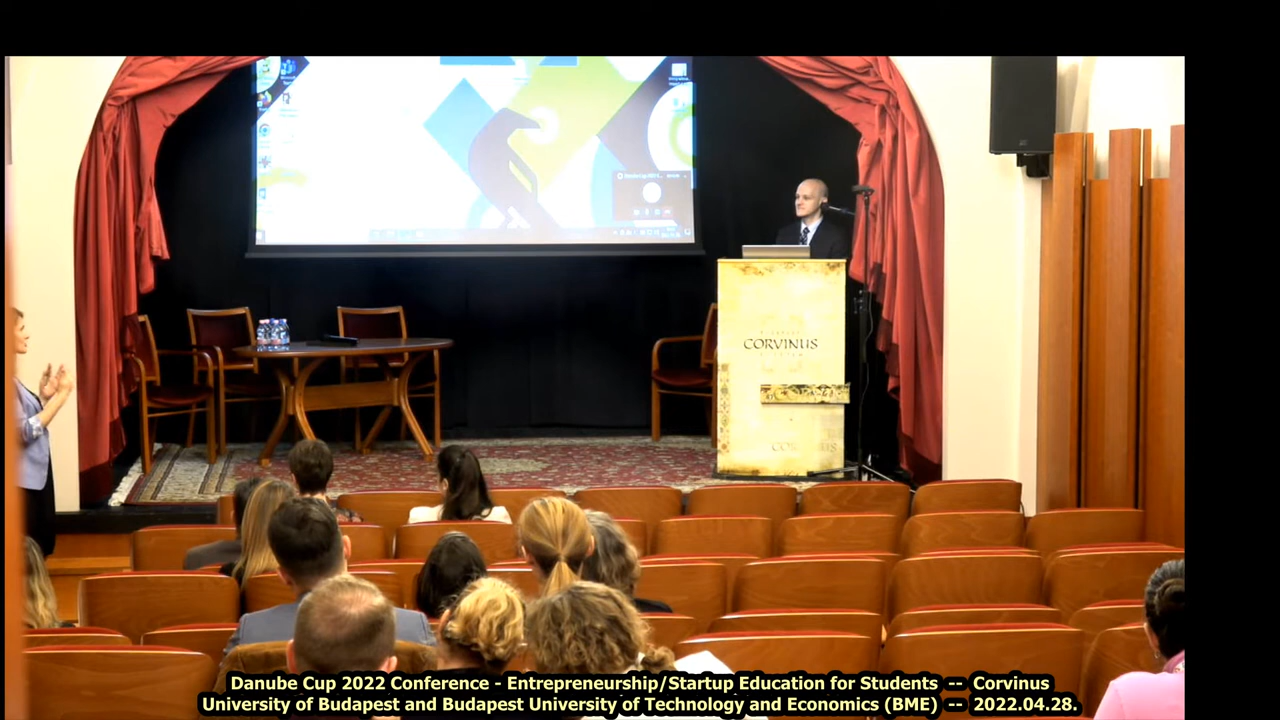 CORVINUS
Danube Cup 2022 Conference - Entrepreneurship/Startup Education for Students -- Corvinus
University of Budapest and Budapest University of Technology and Economics (BME) -- 2022.04.28.